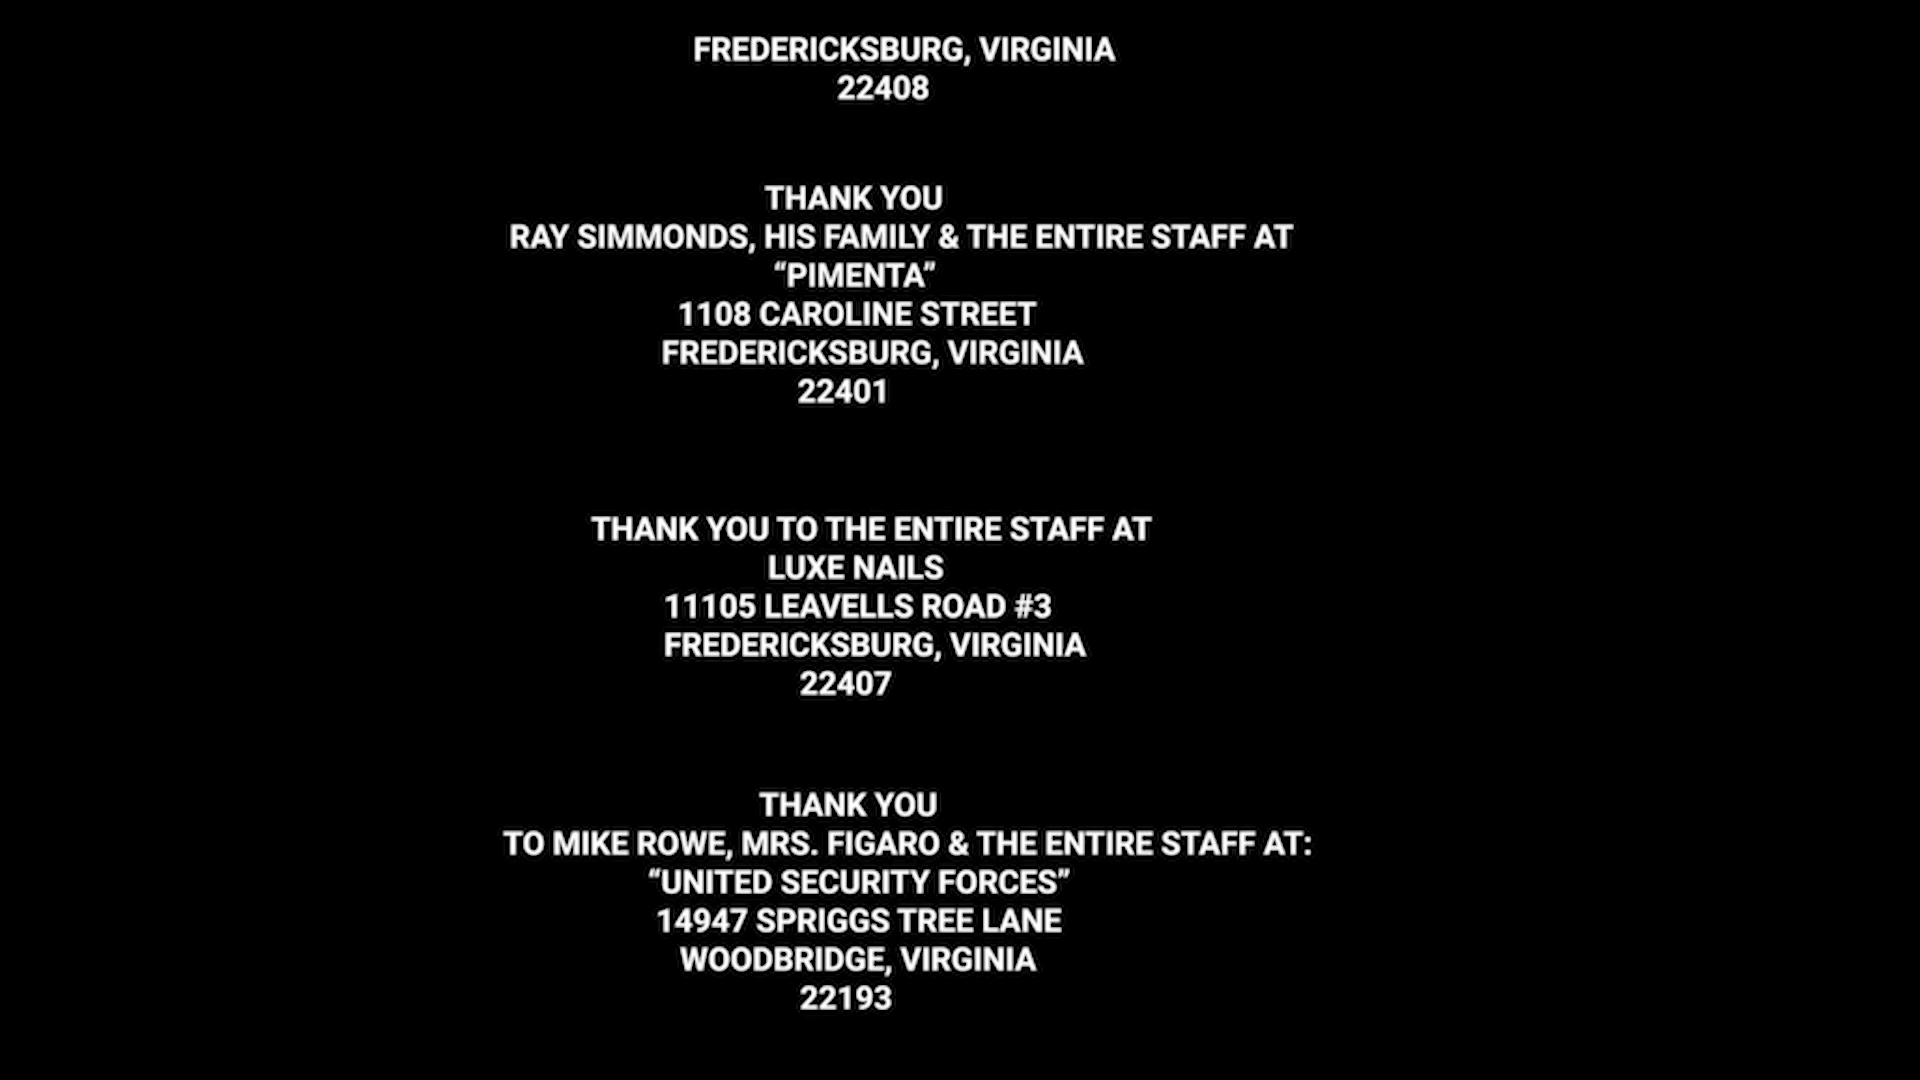 FREDERICKSBURG, VIRGINIA
22408
THANK YOU
RAY SIMMONDS, HIS FAMILY & THE ENTIRE STAFF AT
“PIMENTA”
1108 CAROLINE STREET
FREDERICKSBURG, VIRGINIA
22401
THANK YOU TO THE ENTIRE STAFF AT
LUXE NAILS
11105 LEAVELLS ROAD #3
FREDERICKSBURG, VIRGINIA
22407
THANK YOU
TO MIKE ROWE, MRS. FIGARO & THE ENTIRE STAFF AT:
“UNITED SECURITY FORCES”
14947 SPRIGGS TREE LANE
WOODBRIDGE, VIRGINIA
22193